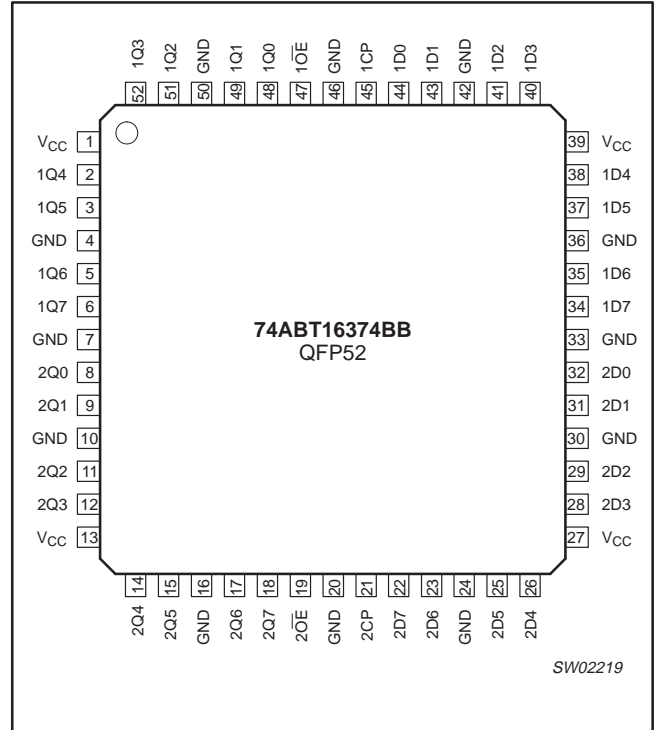 1Q3 1Q2 GND 1Q1 1Q0 1O̅E̅ GND 1CP 1D0 1D1 GND 1D2 1D3
52 51 50 49 48 47 46 45 44 43 42 41 40
VCC 1 39 VCC
1Q4 2 38 1D4
1Q5 3 37 1D5
GND 4 36 GND
1Q6 5 35 1D6
1Q7 6 34 1D7
GND 7 33 GND
74ABT16374BB
QFP52
2Q0 8 32 2D0
2Q1 9 31 2D1
GND 10 30 GND
2Q2 11 29 2D2
2Q3 12 28 2D3
VCC 13 27 VCC
14 15 16 17 18 19 20 21 22 23 24 25 26
2Q4 2Q5 GND 2Q6 2Q7 2O̅E̅ GND 2CP 2D7 2D6 GND 2D5 2D4
SW02219